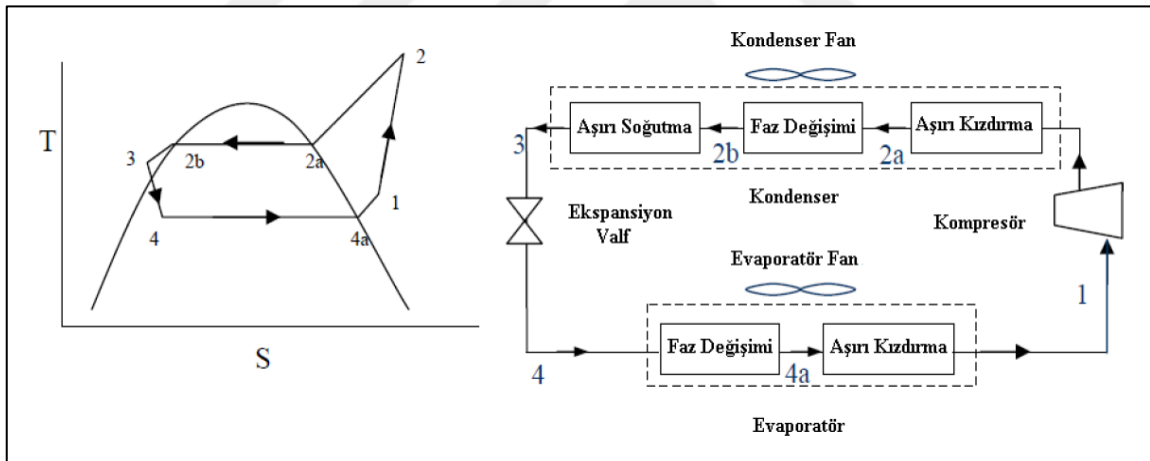 T
S
2
3
2b
2a
1
4
4a
Kondenser Fan
Aşırı Soğutma
Faz Değişimi
Aşırı Kızdırma
3
2b
2a
Kondenser
Ekspansiyon
Valf
Kompresör
Evaporatör Fan
1
Faz Değişimi
Aşırı Kızdırma
4
4a
Evaporatör